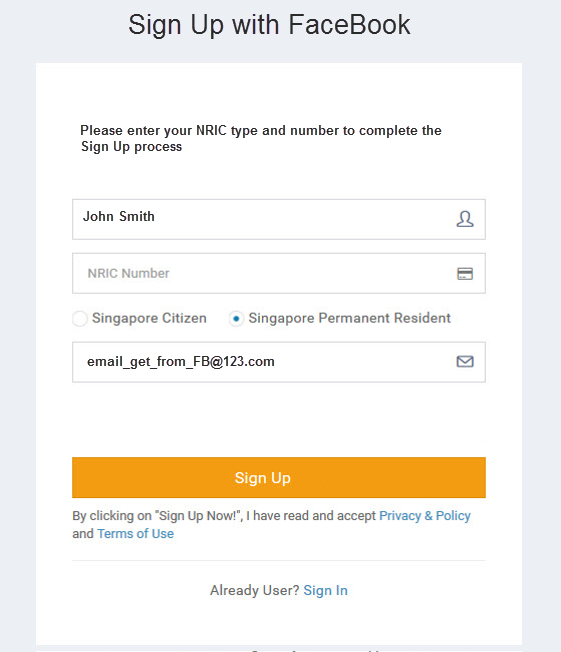 Sign Up with FaceBook
Please enter your NRIC type and number to complete the
Sign Up process
John Smith
NRIC Number
Singapore Citizen Singapore Permanent Resident
email_get_from_FB@123.com
Sign Up
By clicking on "Sign Up Now!", I have read and accept Privacy & Policy
and Terms of Use
Already User? Sign In